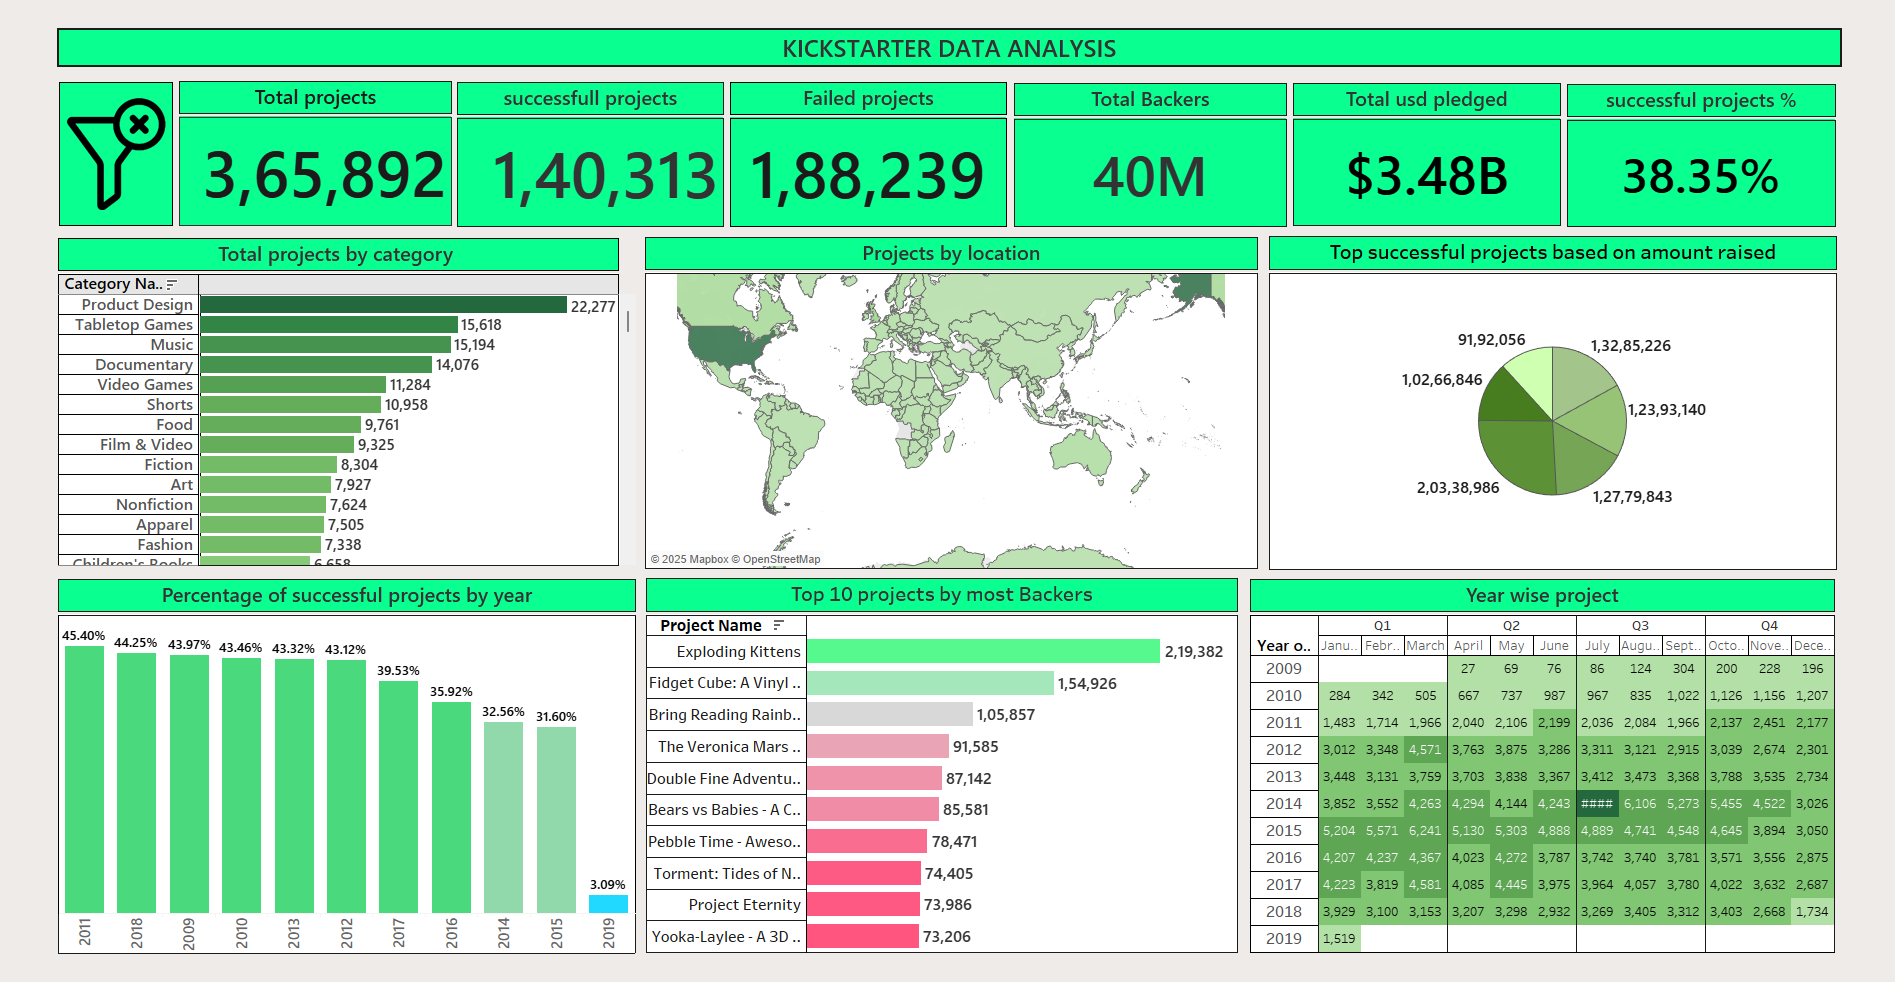 KICKSTARTER DATA ANALYSIS
Total projects
3,65,892
successfull projects
1,40,313
Failed projects
1,88,239
Total Backers
40M
Total usd pledged
$3.48B
successful projects %
38.35%
Total projects by category
Category Na..
Product Design 22,277
Tabletop Games 15,618
Music 15,194
Documentary 14,076
Video Games 11,284
Shorts 10,958
Food 9,761
Film & Video 9,325
Fiction 8,304
Art 7,927
Nonfiction 7,624
Apparel 7,505
Fashion 7,338
Children's Books 6,658
Projects by location
© 2025 Mapbox © OpenStreetMap
Top successful projects based on amount raised
91,92,056
1,32,85,226
1,02,66,846
1,23,93,140
2,03,38,986
1,27,79,843
Percentage of successful projects by year
45.40% 44.25% 43.97% 43.46% 43.32% 43.12% 39.53% 35.92% 32.56% 31.60% 3.09%
2011 2018 2009 2010 2013 2012 2017 2016 2014 2015 2019
Top 10 projects by most Backers
Project Name
Exploding Kittens 2,19,382
Fidget Cube: A Vinyl .. 1,54,926
Bring Reading Rainb.. 1,05,857
The Veronica Mars .. 91,585
Double Fine Adventu.. 87,142
Bears vs Babies - A C.. 85,581
Pebble Time - Aweso.. 78,471
Torment: Tides of N.. 74,405
Project Eternity 73,986
Yooka-Laylee - A 3D .. 73,206
Year wise project
Q1 Q2 Q3 Q4
Year o.. Janu.. Febr.. March April May June July Augu.. Sept.. Octo.. Nove.. Dece..
2009 27 69 76 86 124 304 200 228 196
2010 284 342 505 667 737 987 967 835 1,022 1,126 1,156 1,207
2011 1,483 1,714 1,966 2,040 2,106 2,199 2,036 2,084 1,966 2,137 2,451 2,177
2012 3,012 3,348 4,571 3,763 3,875 3,286 3,311 3,121 2,915 3,039 2,674 2,301
2013 3,448 3,131 3,759 3,703 3,838 3,367 3,412 3,473 3,368 3,788 3,535 2,734
2014 3,852 3,552 4,263 4,294 4,144 4,243 #### 6,106 5,273 5,455 4,522 3,026
2015 5,204 5,571 6,241 5,130 5,303 4,888 4,889 4,741 4,548 4,645 3,894 3,050
2016 4,207 4,237 4,367 4,023 4,272 3,787 3,742 3,740 3,781 3,571 3,556 2,875
2017 4,223 3,819 4,581 4,085 4,445 3,975 3,964 4,057 3,780 4,022 3,632 2,687
2018 3,929 3,100 3,153 3,207 3,298 2,932 3,269 3,405 3,312 3,403 2,668 1,734
2019 1,519